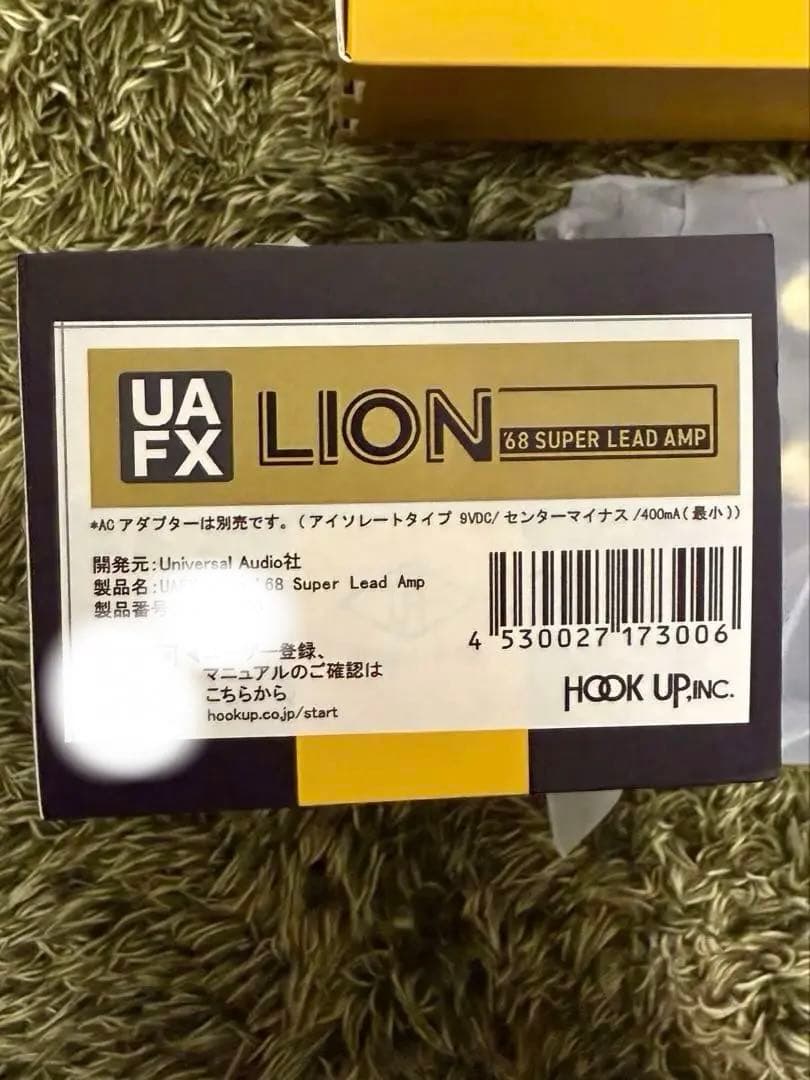 UA
FX
LION
'68 SUPER LEAD AMP
*AC アダプターは別売です。(アイソレートタイプ 9VDC/センターマイナス/400mA(最小))
開発元:Universal Audio社
製品名: 68 Super Lead Amp
製品番号
登録、
マニュアルのご確認は
こちらから
hookup.co.jp/start
4 530027 173006
HOOK UP,INC.